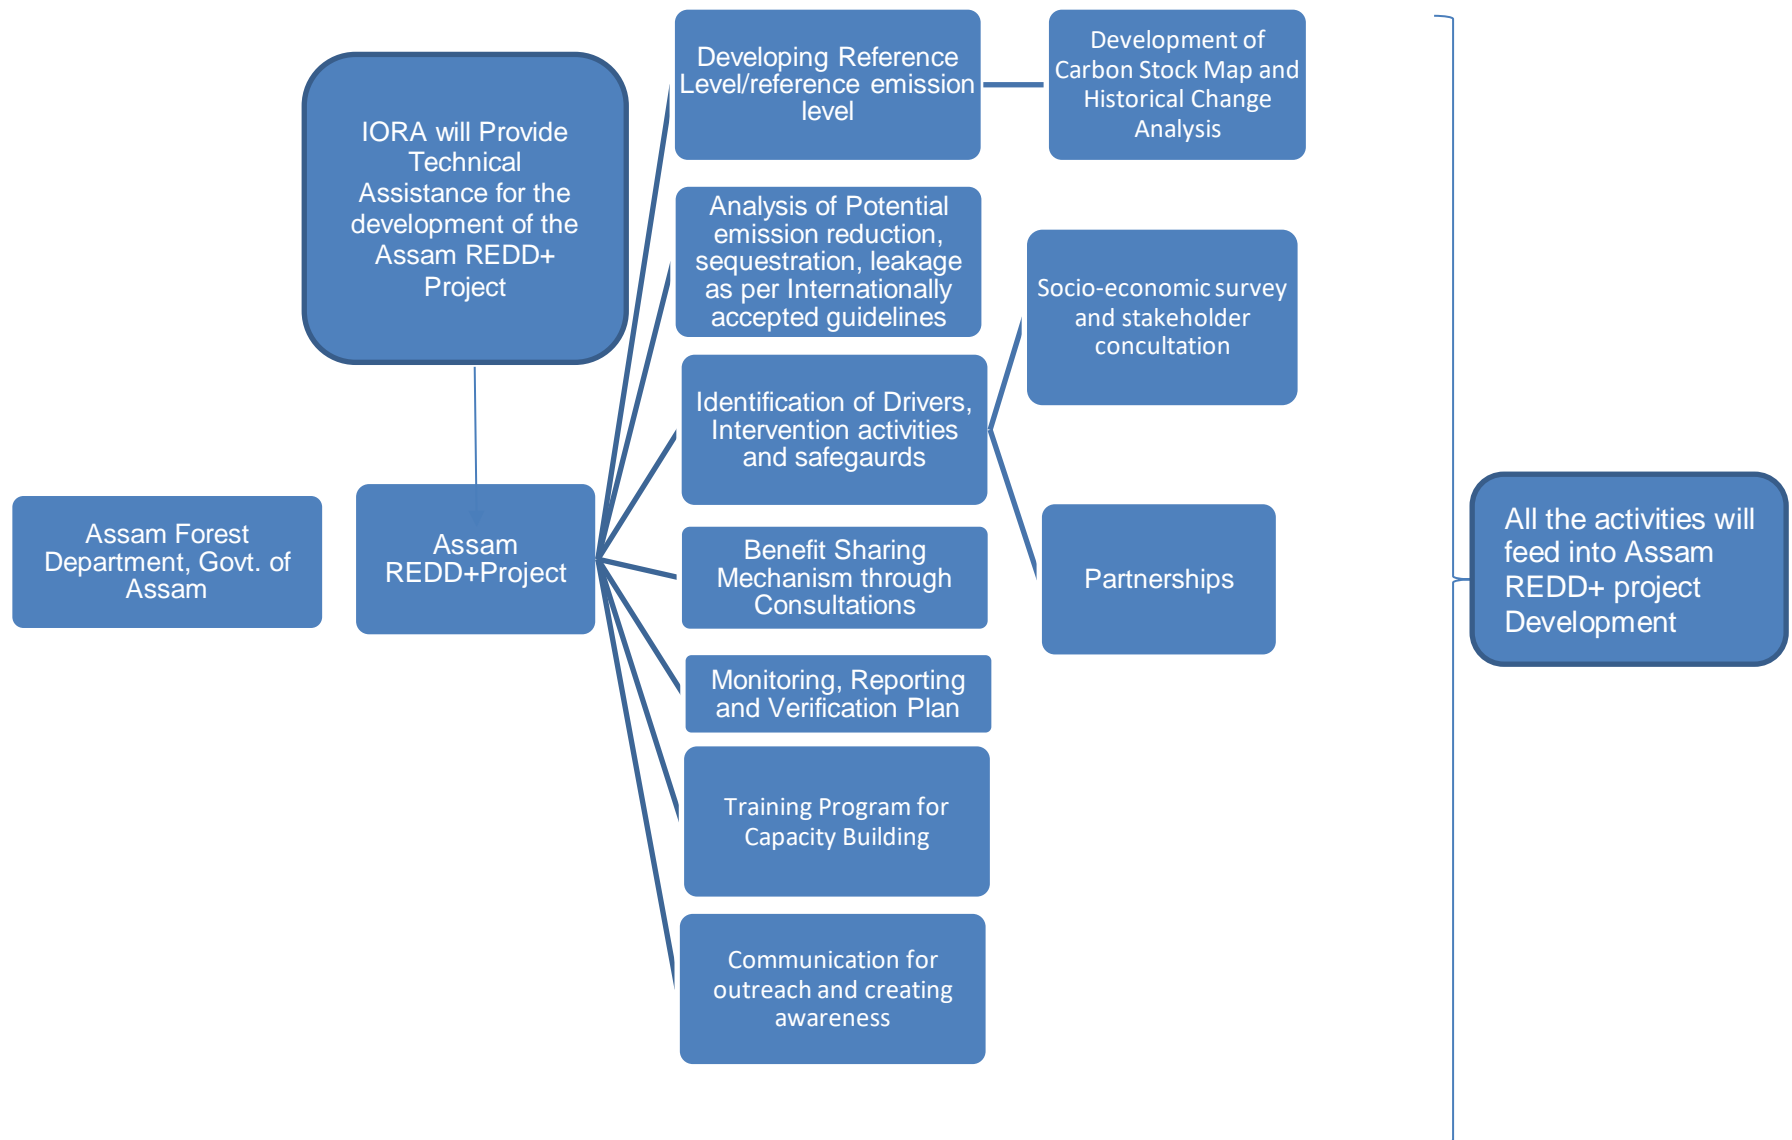 IORA will Provide
Technical
Assistance for the
development of the
Assam REDD+
Project
Assam Forest
Department, Govt. of
Assam
Assam
REDD+Project
Developing Reference
Level/reference emission
level
Analysis of Potential
emission reduction,
sequestration, leakage
as per Internationally
accepted guidelines
Identification of Drivers,
Intervention activities
and safegaurds
Benefit Sharing
Mechanism through
Consultations
Monitoring, Reporting
and Verification Plan
Training Program for
Capacity Building
Communication for
outreach and creating
awareness
Development of
Carbon Stock Map and
Historical Change
Analysis
Socio-economic survey
and stakeholder
concultation
Partnerships
All the activities will
feed into Assam
REDD+ project
Development